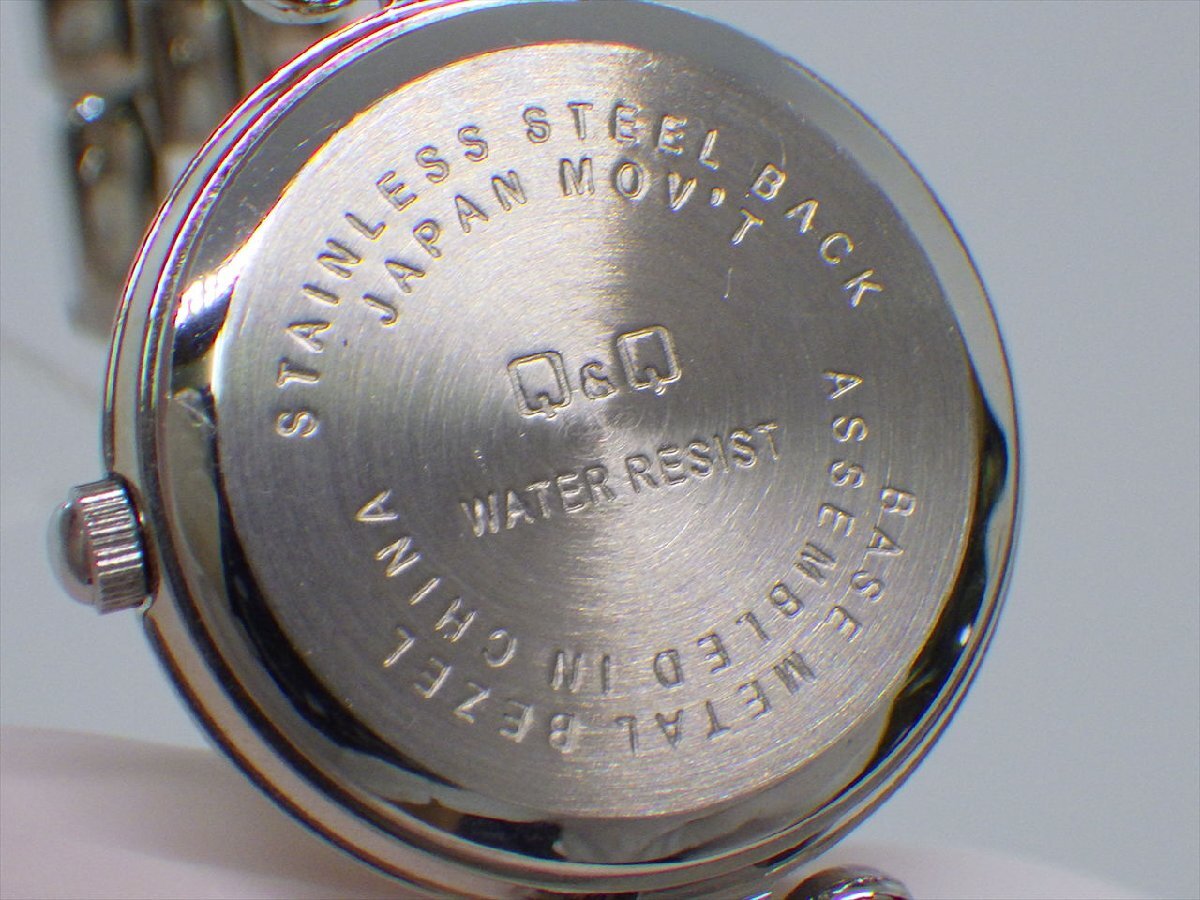 STAINLESS STEEL BACK
JAPAN MOV'T
Q&Q
WATER RESIST
ASSEMBLED IN CHINA
BASE METAL BEZEL